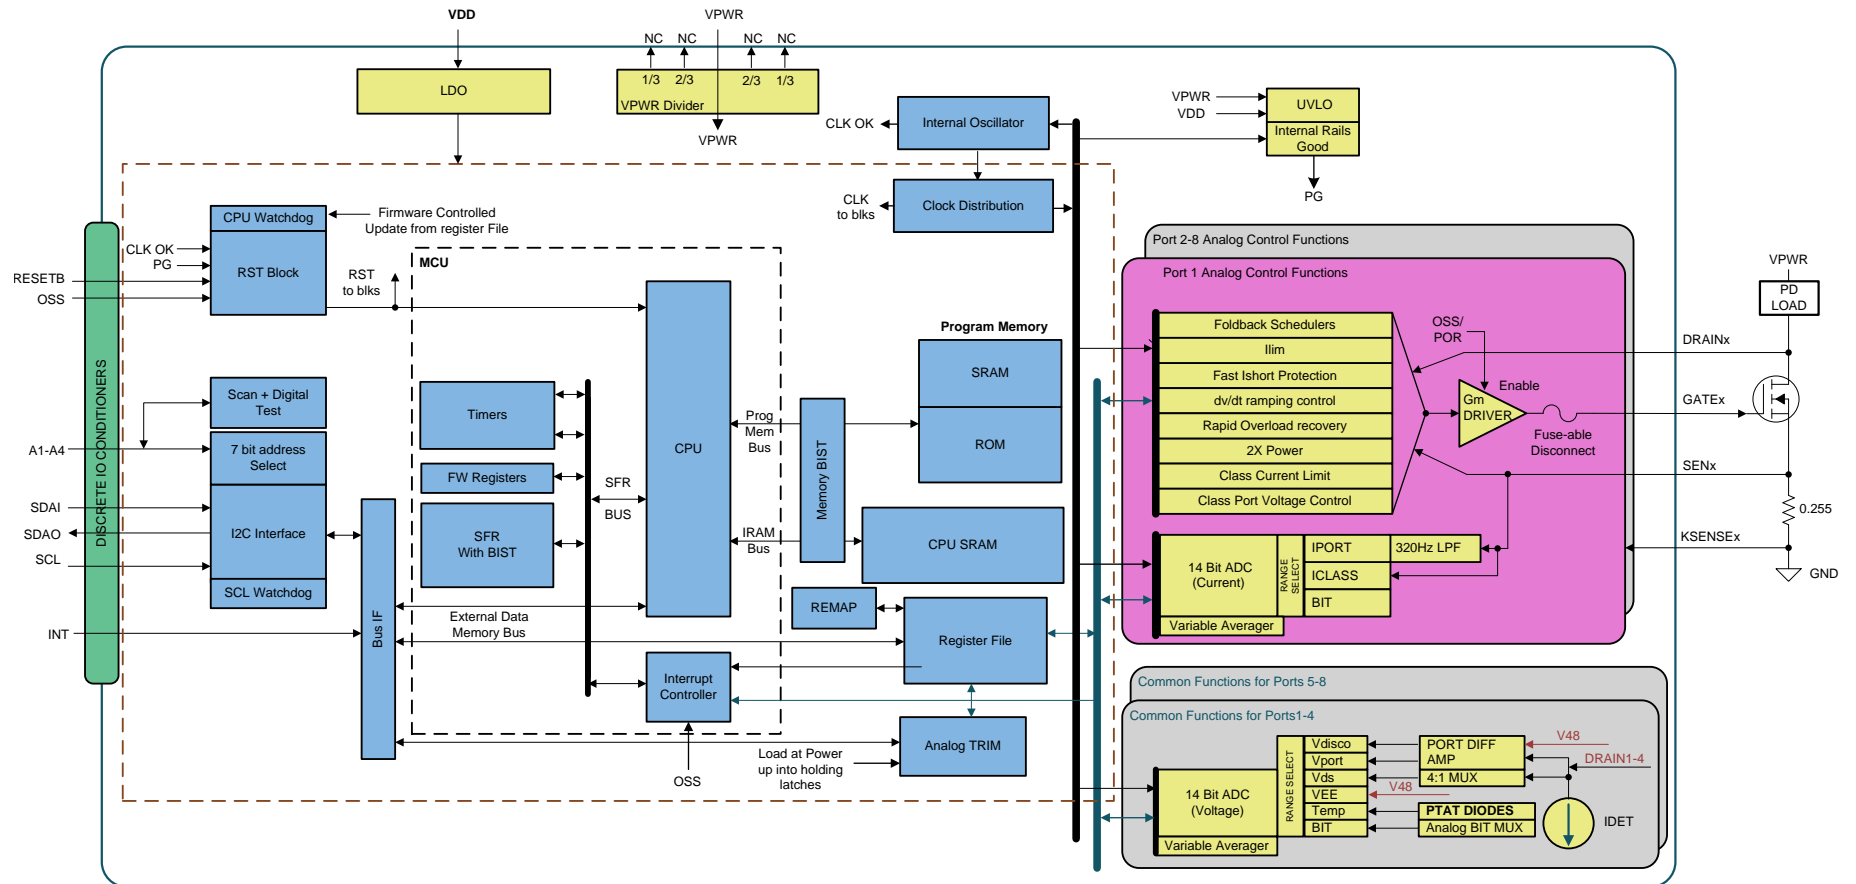 VDD
VPWR
NC
NC
NC
NC
LDO
1/3
2/3
2/3
1/3
VPWR Divider
VPWR
CLK OK
Internal Oscillator
VPWR
VDD
UVLO
Internal Rails
Good
PG
CLK
to blks
Clock Distribution
CPU Watchdog
Firmware Controlled
Update from register File
CLK OK
PG
RESETB
OSS
RST Block
RST
to blks
MCU
DISCRETE IO CONDITIONERS
Scan + Digital
Test
A1-A4
7 bit address
Select
SDAI
SDAO
SCL
I2C Interface
SCL Watchdog
INT
Bus IF
Timers
FW Registers
SFR
With BIST
SFR
BUS
CPU
Prog
Mem
Bus
IRAM
Bus
Memory BIST
Program Memory
SRAM
ROM
CPU SRAM
External Data
Memory Bus
REMAP
Register File
Interrupt
Controller
OSS
Analog TRIM
Load at Power
up into holding
latches
Port 2-8 Analog Control Functions
Port 1 Analog Control Functions
Foldback Schedulers
Ilim
Fast Ishort Protection
dv/dt ramping control
Rapid Overload recovery
2X Power
Class Current Limit
Class Port Voltage Control
OSS/
POR
Gm
DRIVER
Enable
Fuse-able
Disconnect
VPWR
PD
LOAD
DRAINx
GATEx
SENx
0.255
KSENSEx
GND
14 Bit ADC
(Current)
RANGE
SELECT
IPORT
320Hz LPF
ICLASS
BIT
Variable Averager
Common Functions for Ports 5-8
Common Functions for Ports1-4
14 Bit ADC
(Voltage)
RANGE SELECT
Vdisco
Vport
Vds
VEE
Temp
BIT
PORT DIFF
AMP
4:1 MUX
V48
DRAIN1-4
V48
PTAT DIODES
Analog BIT MUX
IDET
Variable Averager